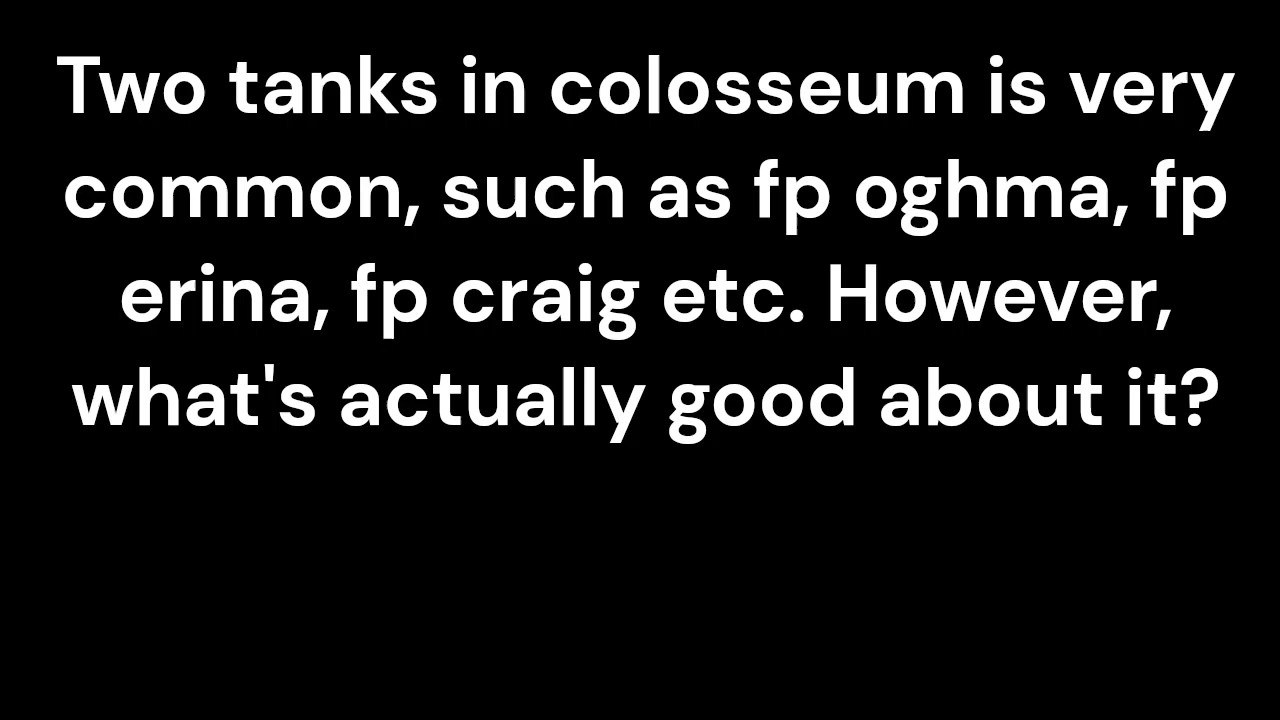 Two tanks in colosseum is very
common, such as fp oghma, fp
erina, fp craig etc. However,
what's actually good about it?